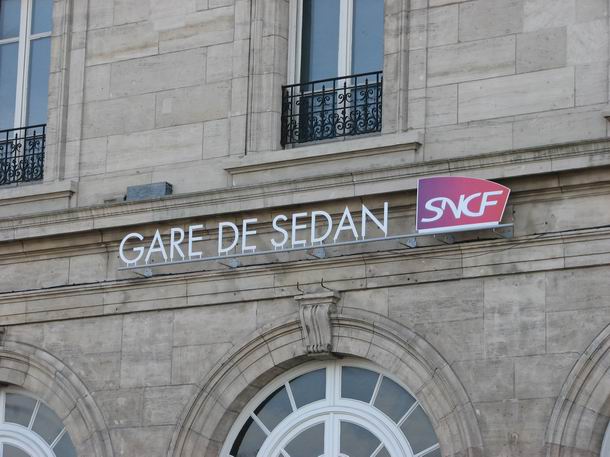 GARE DE SEDAN SNCF